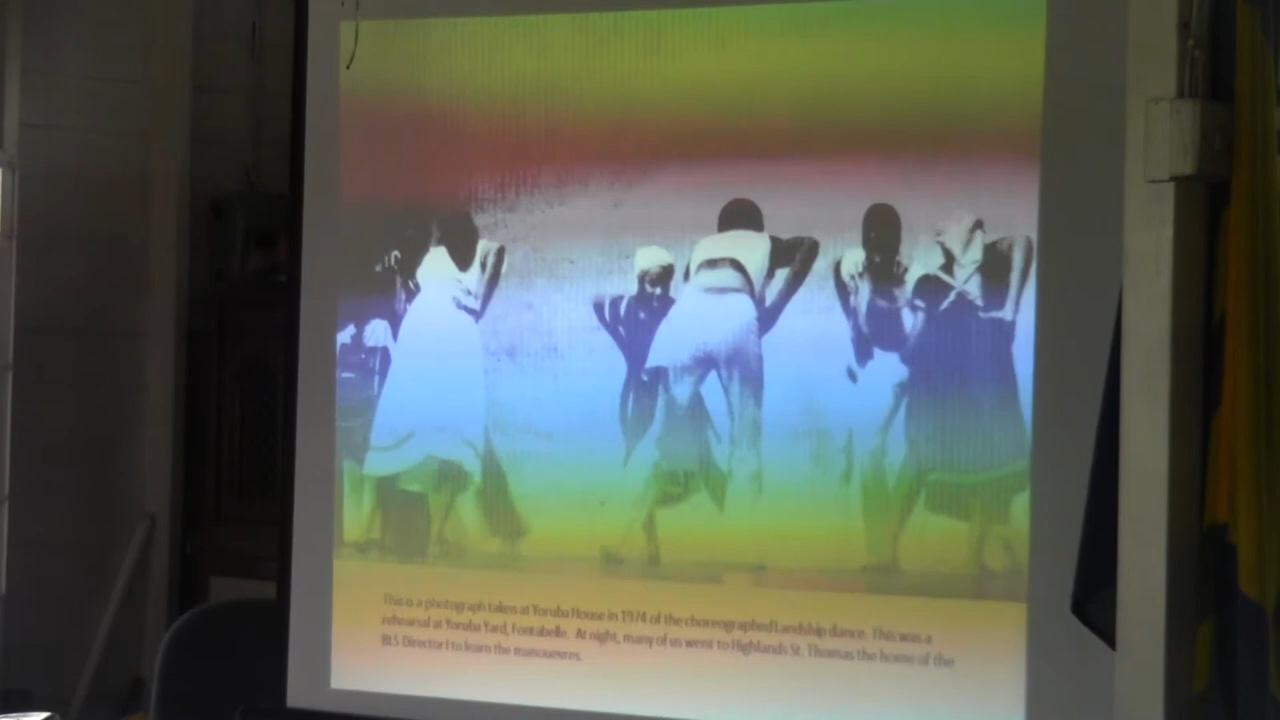 This is a photograph taken at Yoruba House in 1974 of the choreographed Landship dance. This was a
rehearsal at Yoruba Yard, Fontabelle. At night, many of us went to Highlands St. Thomas the home of the
BLS Director I to learn the manouevres.